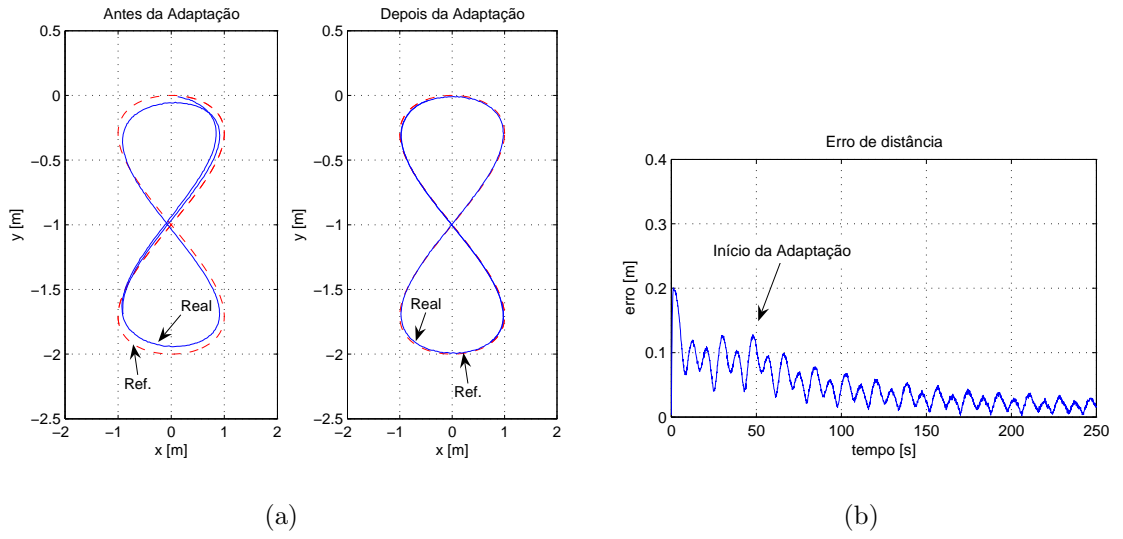 Antes da Adaptação
0.5
0
−0.5
−1
−1.5
−2
−2.5
y [m]
−2
−1
0
1
2
x [m]
Real
Ref.
Depois da Adaptação
0.5
0
−0.5
−1
−1.5
−2
−2.5
y [m]
−2
−1
0
1
2
x [m]
Real
Ref.
(a)
Erro de distância
0.4
0.3
0.2
0.1
0
erro [m]
Início da Adaptação
0
50
100
150
200
250
tempo [s]
(b)